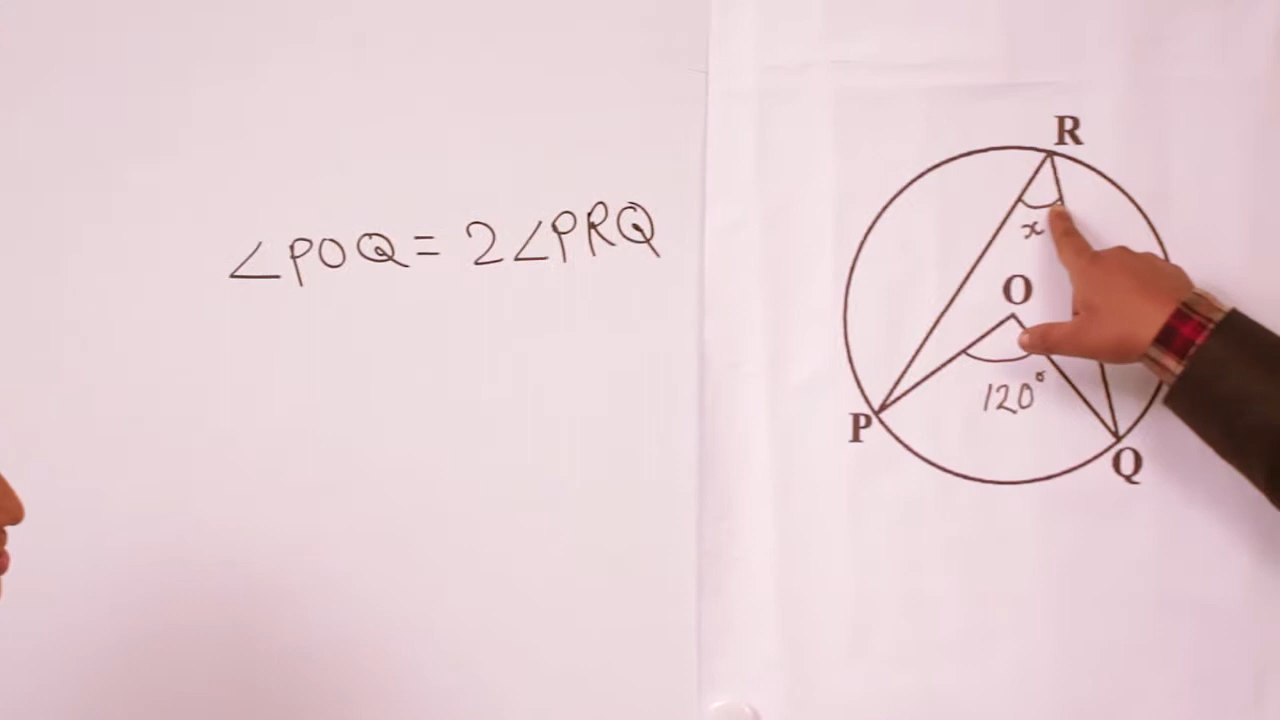 ∠POQ = 2∠PRQ
R
x
O
120°
P
Q